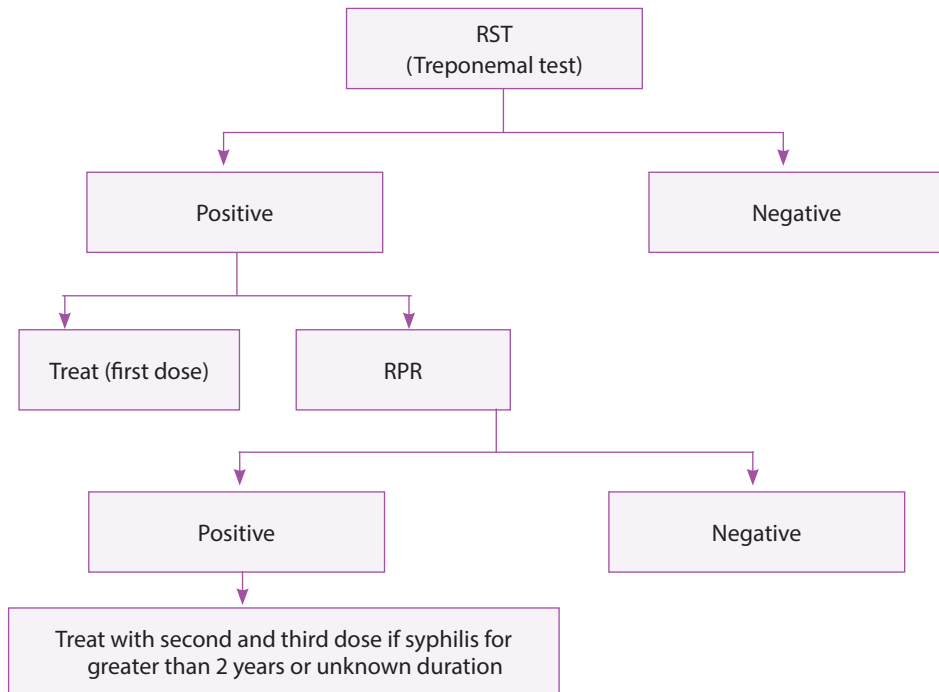 RST
(Treponemal test)
Positive
Negative
Treat (first dose)
RPR
Positive
Negative
Treat with second and third dose if syphilis for
greater than 2 years or unknown duration